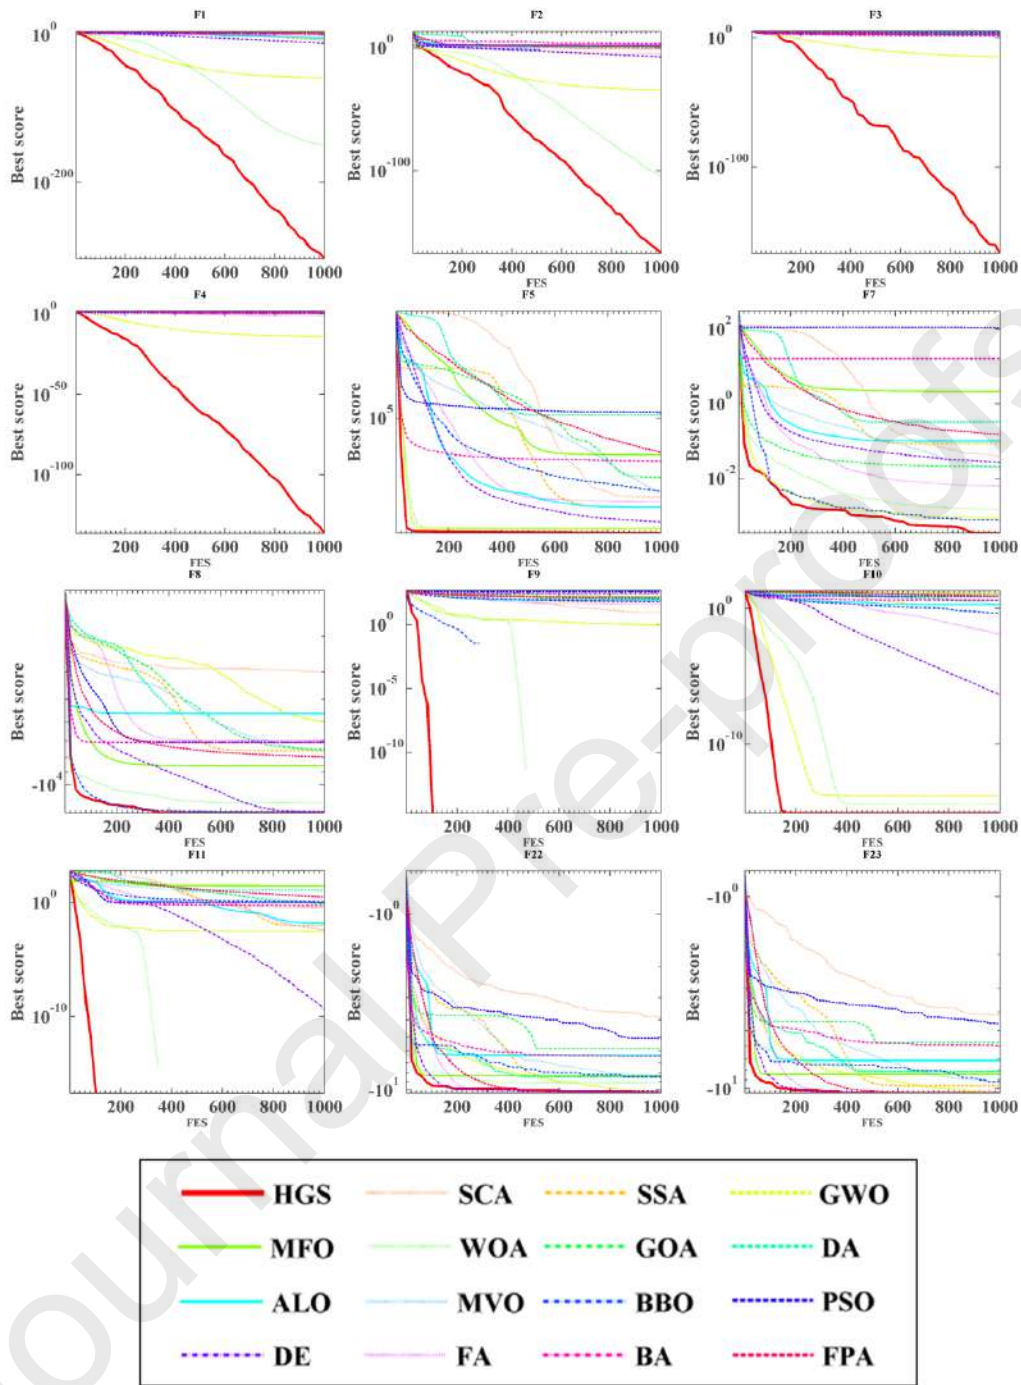 F1 F2 F3
10^0 10^0 10^0
10^-200 10^-100 10^-100
Best score Best score Best score
200 400 600 800 1000 200 400 600 800 1000 200 400 600 800 1000
FES FES FES
F4 F5 F7
10^0 10^5 10^2
10^-50 10^0
10^-100 10^-2
Best score Best score Best score
200 400 600 800 1000 200 400 600 800 1000 200 400 600 800 1000
FES FES FES
F8 F9 F10
-10^4 10^0 10^0
10^-5
10^-10 10^-10
Best score Best score Best score
200 400 600 800 1000 200 400 600 800 1000 200 400 600 800 1000
FES FES FES
F11 F22 F23
10^0 -10^0 -10^0
10^-10 -10^1 -10^1
Best score Best score Best score
200 400 600 800 1000 200 400 600 800 1000 200 400 600 800 1000
FES FES FES
HGS SCA SSA GWO
MFO WOA GOA DA
ALO MVO BBO PSO
DE FA BA FPA
Journal Pre-proofs